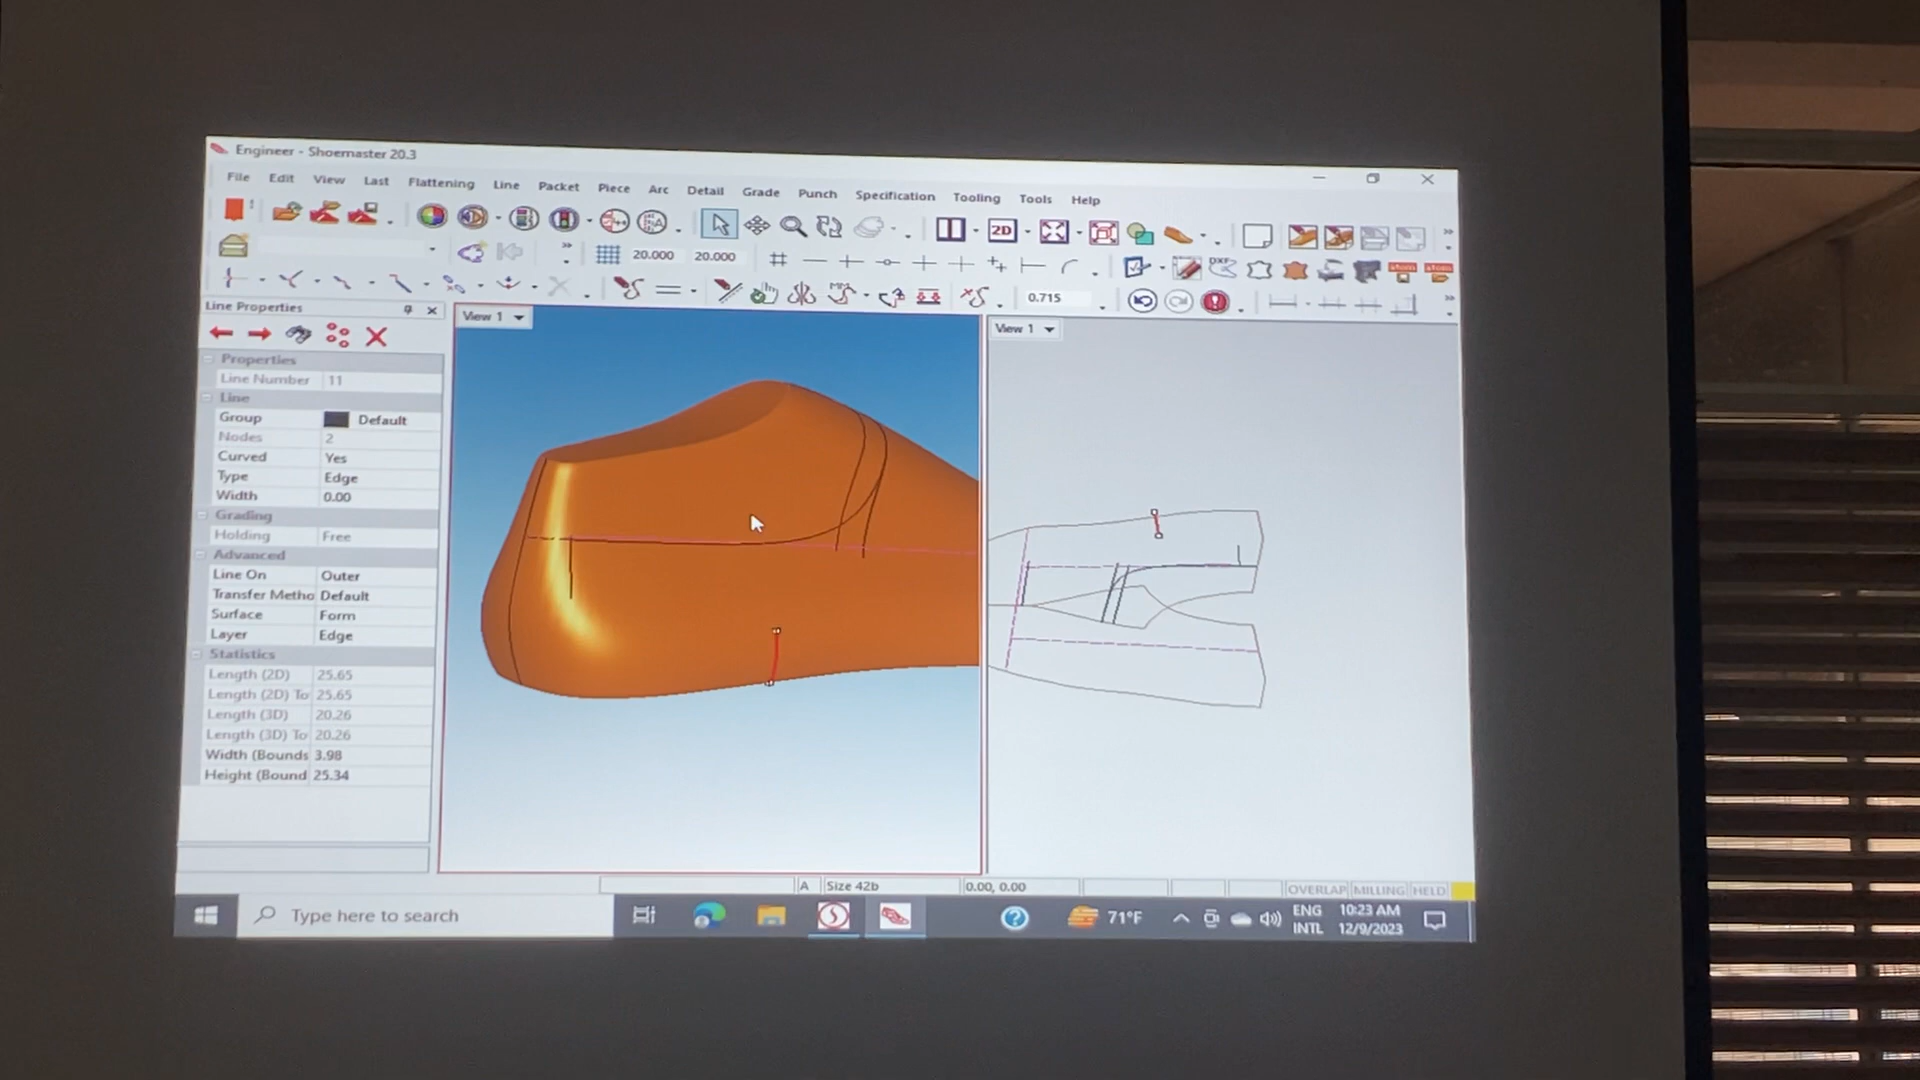 Engineer - Shoemaster 20.3
File Edit View Last Flattening Line Packet Piece Arc Detail Grade Punch Specification Tooling Tools Help
2D
20.000 20.000
DXF
0.715
Line Properties
View 1
View 1
Properties
Line Number 11
Line
Group Default
Nodes 2
Curved Yes
Type Edge
Width 0.00
Grading
Holding Free
Advanced
Line On Outer
Transfer Metho Default
Surface Form
Layer Edge
Statistics
Length (2D) 25.65
Length (2D) To 25.65
Length (3D) 20.26
Length (3D) To 20.26
Width (Bounds 3.98
Height (Bound 25.34
A Size 42b 0.00, 0.00 OVERLAP MILLING HELD
Type here to search
71°F
ENG 10:23 AM
INTL 12/9/2023